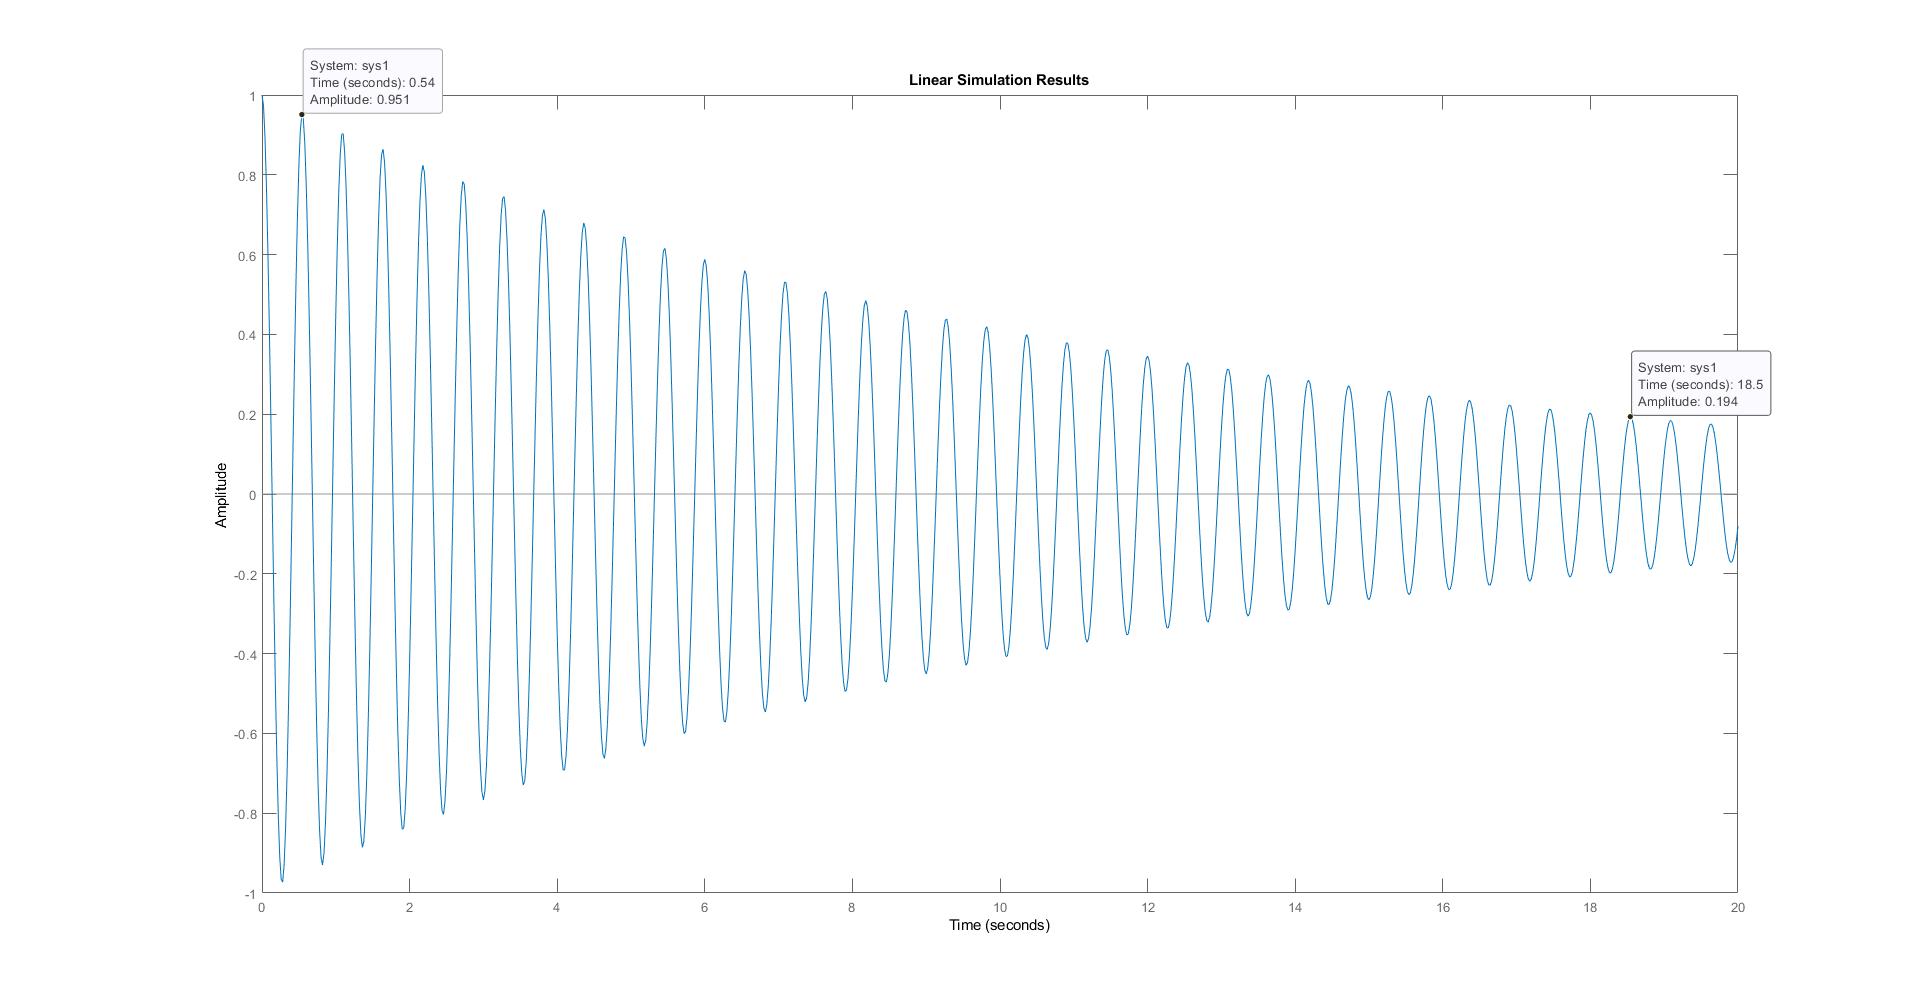 System: sys1
Time (seconds): 0.54
Amplitude: 0.951
Linear Simulation Results
1
0.8
0.6
0.4
0.2
0
-0.2
-0.4
-0.6
-0.8
-1
Amplitude
System: sys1
Time (seconds): 18.5
Amplitude: 0.194
0 2 4 6 8 10 12 14 16 18 20
Time (seconds)